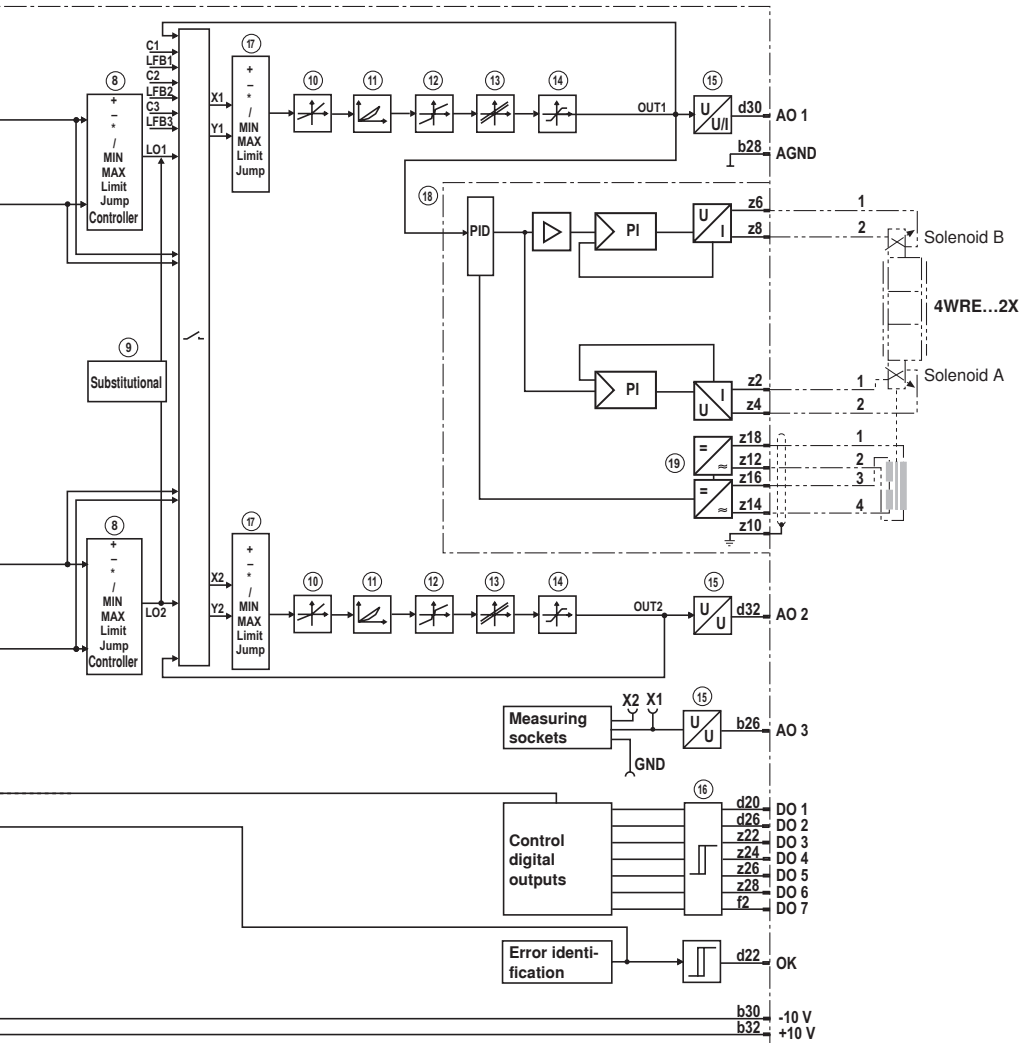 C1
LFB1
C2
LFB2
C3
LFB3
LO1
8
+
–
*
/
MIN
MAX
Limit
Jump
Controller
X1
Y1
17
+
–
*
/
MIN
MAX
Limit
Jump
10
11
12
13
14
OUT1
15
U
U/I
d30
AO 1
b28
AGND
18
PID
PI
U
I
z6
z8
1
2
Solenoid B
4WRE…2X
PI
I
U
z2
z4
1
2
Solenoid A
9
Substitutional
19
=
≈
=
≈
z18
z12
z16
z14
z10
1
2
3
4
8
+
–
*
/
MIN
MAX
Limit
Jump
Controller
LO2
X2
Y2
17
+
–
*
/
MIN
MAX
Limit
Jump
10
11
12
13
14
OUT2
15
U
U
d32
AO 2
Measuring
sockets
X2 X1
GND
15
U
U
b26
AO 3
Control
digital
outputs
16
d20 DO 1
d26 DO 2
z22 DO 3
z24 DO 4
z26 DO 5
z28 DO 6
f2 DO 7
Error identi-
fication
d22
OK
b30 -10 V
b32 +10 V